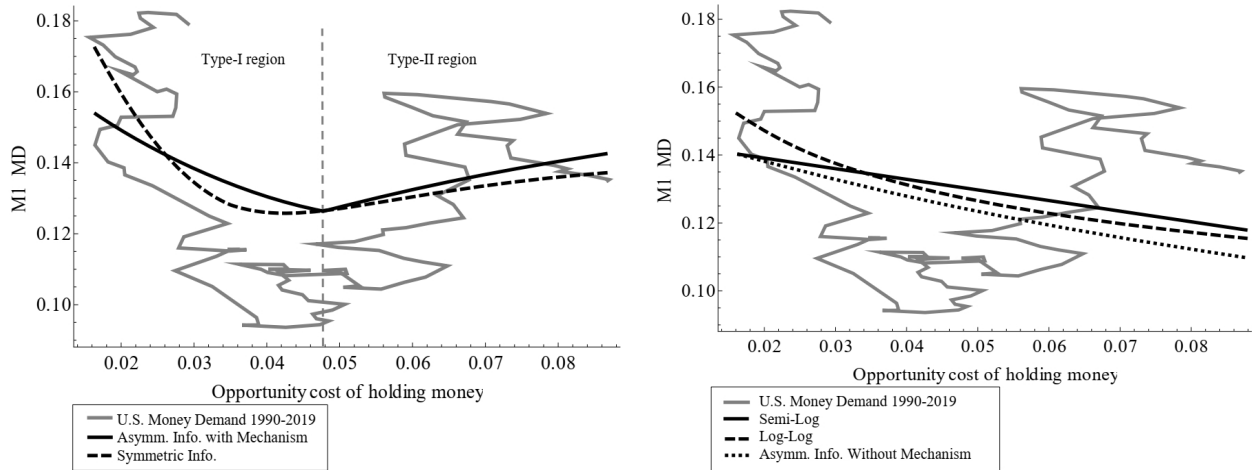 0.18
0.16
0.14
0.12
0.10
M1 MD
Type-I region
Type-II region
0.02 0.03 0.04 0.05 0.06 0.07 0.08
Opportunity cost of holding money
U.S. Money Demand 1990-2019
Asymm. Info. with Mechanism
Symmetric Info.
0.18
0.16
0.14
0.12
0.10
M1 MD
0.02 0.03 0.04 0.05 0.06 0.07 0.08
Opportunity cost of holding money
U.S. Money Demand 1990-2019
Semi-Log
Log-Log
Asymm. Info. Without Mechanism